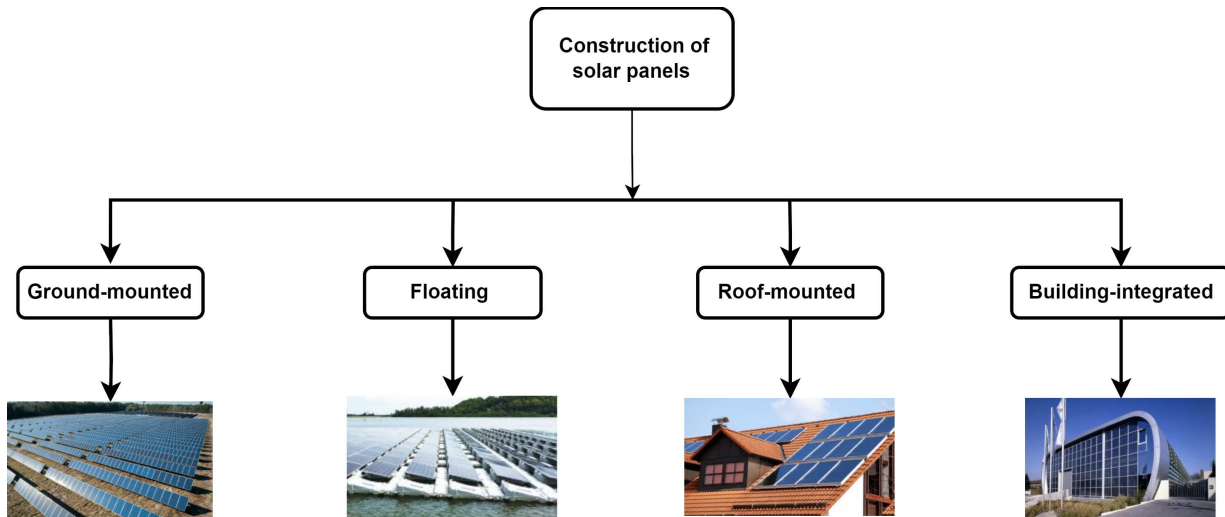 Construction of
solar panels
Ground-mounted
Floating
Roof-mounted
Building-integrated